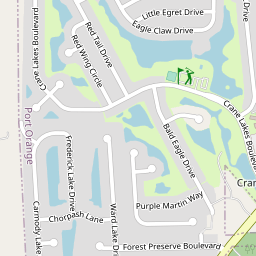 Little Egret Drive
Eagle Claw Drive
Red Tail Drive
Red Wing Circle
Crane Lakes Boulevard
Crane Lakes Boulev
Port Orange
Bald Eagle Drive
Frederick Lake Drive
Ward Lake Drive
Carmody Lake
Chorpash Lane
Purple Martin Way
Cran
Forest Preserve Boulevard